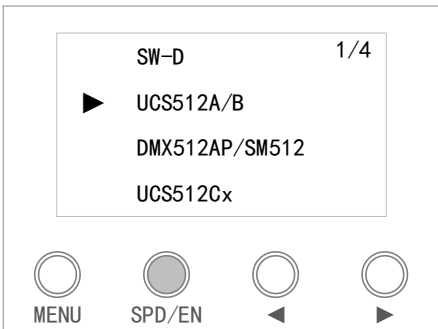 SW-D 1/4
▶ UCS512A/B
DMX512AP/SM512
UCS512Cx
MENU SPD/EN ◀ ▶